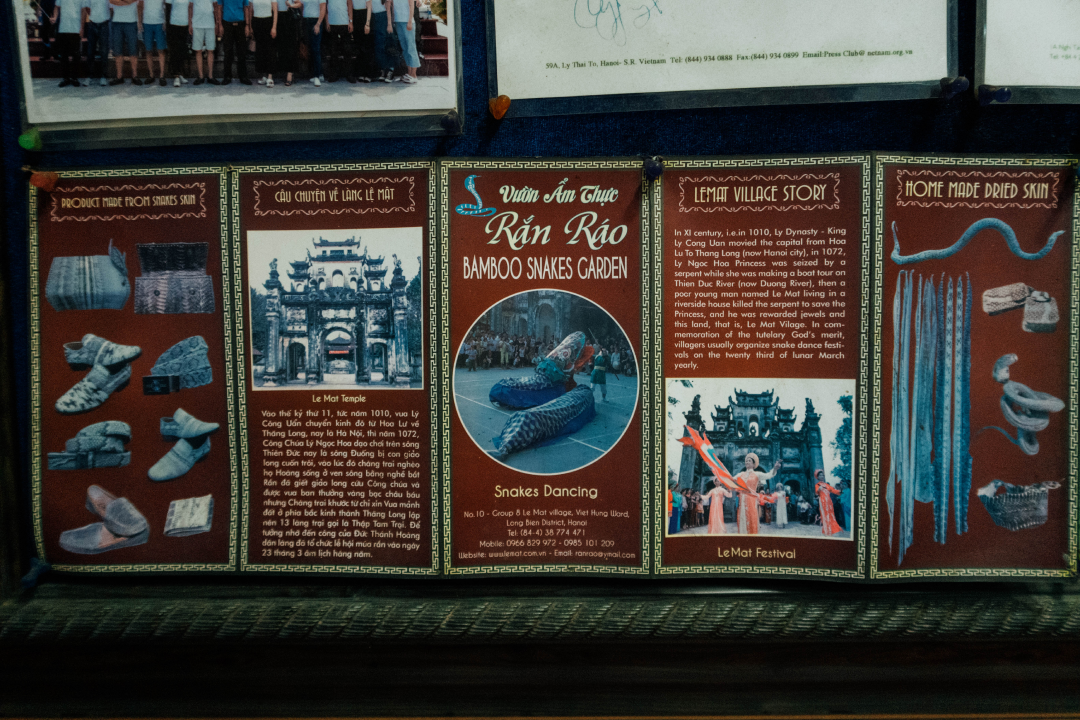 59A, Ly Thai To, Hanoi- S.R. Vietnam Tel: (844) 934 0888 Fax:(844) 934 0899 Email:Press Club@ netnam.org.vn
PRODUCT MADE FROM SNAKES SKIN
CÂU CHUYỆN VỀ LÀNG LỆ MẬT
Le Mat Temple
Vào thế kỷ thứ 11, tức năm 1010, vua Lý
Công Uẩn chuyển kinh đô từ Hoa Lư về
Thăng Long, nay là Hà Nội, thì năm 1072,
Công Chúa Lý Ngọc Hoa dạo chơi trên sông
Thiên Đức nay là sông Đuống bị con giảo
long cuốn trôi, vào lúc đó chàng trai nghèo
họ Hoàng sống ở ven sông bằng nghề bắt
Rắn đã giết giảo long cứu Công chúa và
được vua ban thưởng vàng bạc châu báu
nhưng Chàng trai khước từ chỉ xin Vua mảnh
đất ở phía bắc kinh thành Thăng Long lập
nên 13 làng trại gọi là Thập Tam Trại. Để
tưởng nhớ đến công của Đức Thánh Hoàng
dân làng đã tổ chức lễ hội múa rắn vào ngày
23 tháng 3 âm lịch hàng năm.
Vườn Ẩm Thực
Rắn Ráo
BAMBOO SNAKES GARDEN
Snakes Dancing
No.10 - Group 8 Le Mat village, Viet Hung Ward,
Long Bien District, Hanoi
Tel: (84-4) 38 774 471
Mobile: 0966 829 972 - 0985 101 209
Website: www.lemat.com.vn - Email: ranrao@ymail.com
LEMAT VILLAGE STORY
In XI century, i.e.in 1010, Ly Dynasty - King
Ly Cong Uan movied the capital from Hoa
Lu To Thang Long (now Hanoi city), in 1072,
Ly Ngoc Hoa Princess was seized by a
serpent while she was making a boat tour on
Thien Duc River (now Duong River), then a
poor young man named Le Mat living in a
riverside house killed the serpent to save the
Princess, and he was rewarded jewels and
this land, that is, Le Mat Vilage. In com-
memoration of the tutelary God's merit,
villagers usually organize snake dance festi-
vals on the twenty third of lunar March
yearly.
LeMat Festival
HOME MADE DRIED SKIN